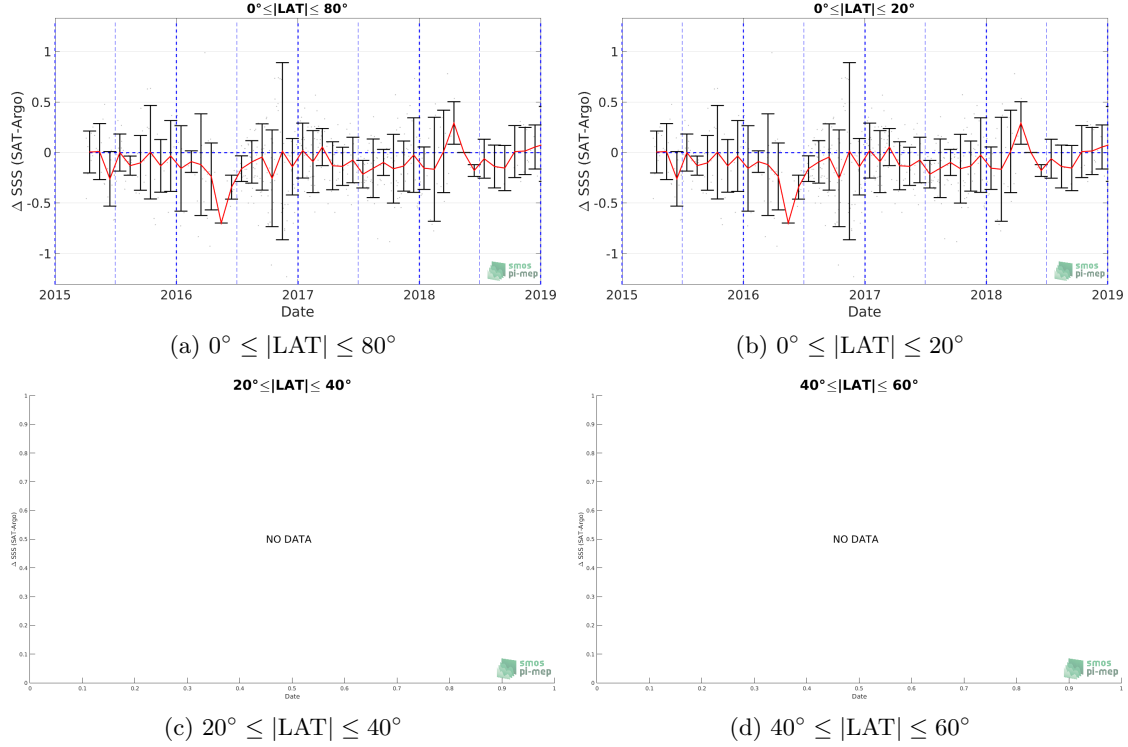 0°≤|LAT|≤ 80°
Δ SSS (SAT-Argo)
1
0.5
0
-0.5
-1
2015 2016 2017 2018 2019
Date
smos
pi-mep
(a) 0° ≤ |LAT| ≤ 80°
0°≤|LAT|≤ 20°
Δ SSS (SAT-Argo)
1
0.5
0
-0.5
-1
2015 2016 2017 2018 2019
Date
smos
pi-mep
(b) 0° ≤ |LAT| ≤ 20°
20°≤|LAT|≤ 40°
Δ SSS (SAT-Argo)
1
0.9
0.8
0.7
0.6
0.5
0.4
0.3
0.2
0.1
0
NO DATA
0 0.1 0.2 0.3 0.4 0.5 0.6 0.7 0.8 0.9 1
Date
smos
pi-mep
(c) 20° ≤ |LAT| ≤ 40°
40°≤|LAT|≤ 60°
Δ SSS (SAT-Argo)
1
0.9
0.8
0.7
0.6
0.5
0.4
0.3
0.2
0.1
0
NO DATA
0 0.1 0.2 0.3 0.4 0.5 0.6 0.7 0.8 0.9 1
Date
smos
pi-mep
(d) 40° ≤ |LAT| ≤ 60°